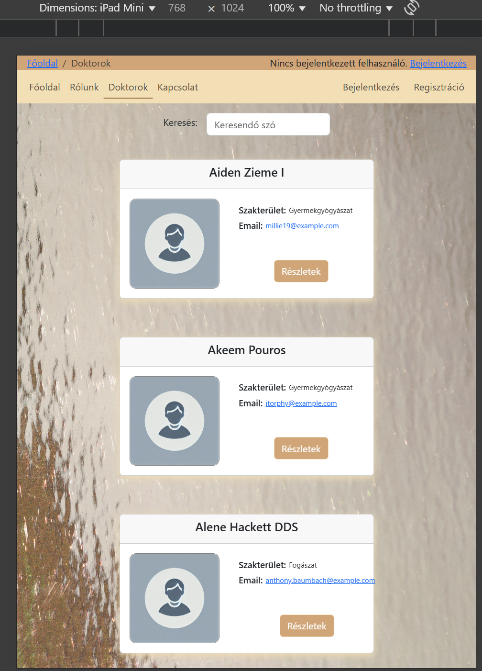 Dimensions: iPad Mini ▼ 768 × 1024 100% ▼ No throttling ▼
Főoldal / Doktorok Nincs bejelentkezett felhasználó. Bejelentkezés
Főoldal Rólunk Doktorok Kapcsolat Bejelentkezés Regisztráció
Keresés: Keresendő szó
Aiden Zieme I
Szakterület: Gyermekgyógyászat
Email: millie19@example.com
Részletek
Akeem Pouros
Szakterület: Gyermekgyógyászat
Email: itorphy@example.com
Részletek
Alene Hackett DDS
Szakterület: Fogászat
Email: anthony.baumbach@example.com
Részletek